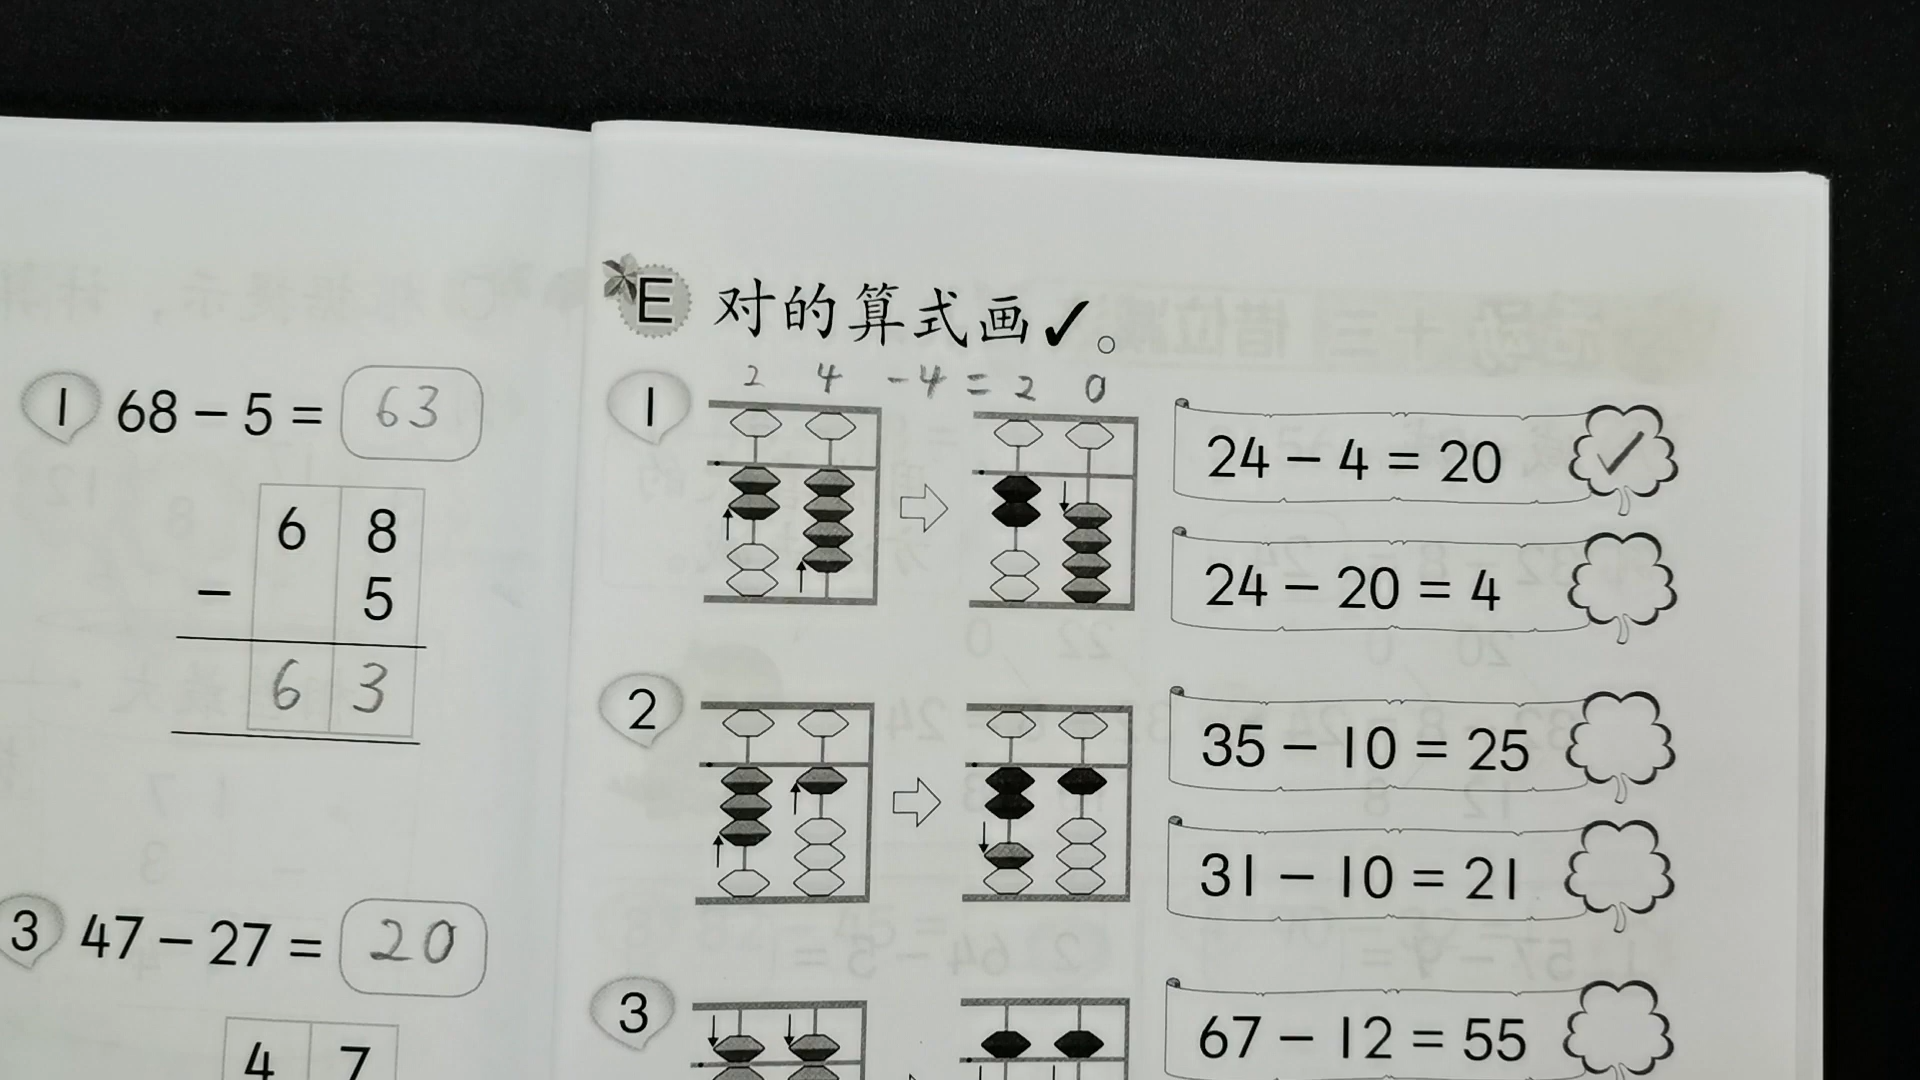 1 68 − 5 = 63
6 8
− 5
6 3
3 47 − 27 = 20
4 7
E 对的算式画✓。
2 4 - 4 = 2 0
1
24 − 4 = 20 ✓
24 − 20 = 4
2
35 − 10 = 25
31 − 10 = 21
3
67 − 12 = 55